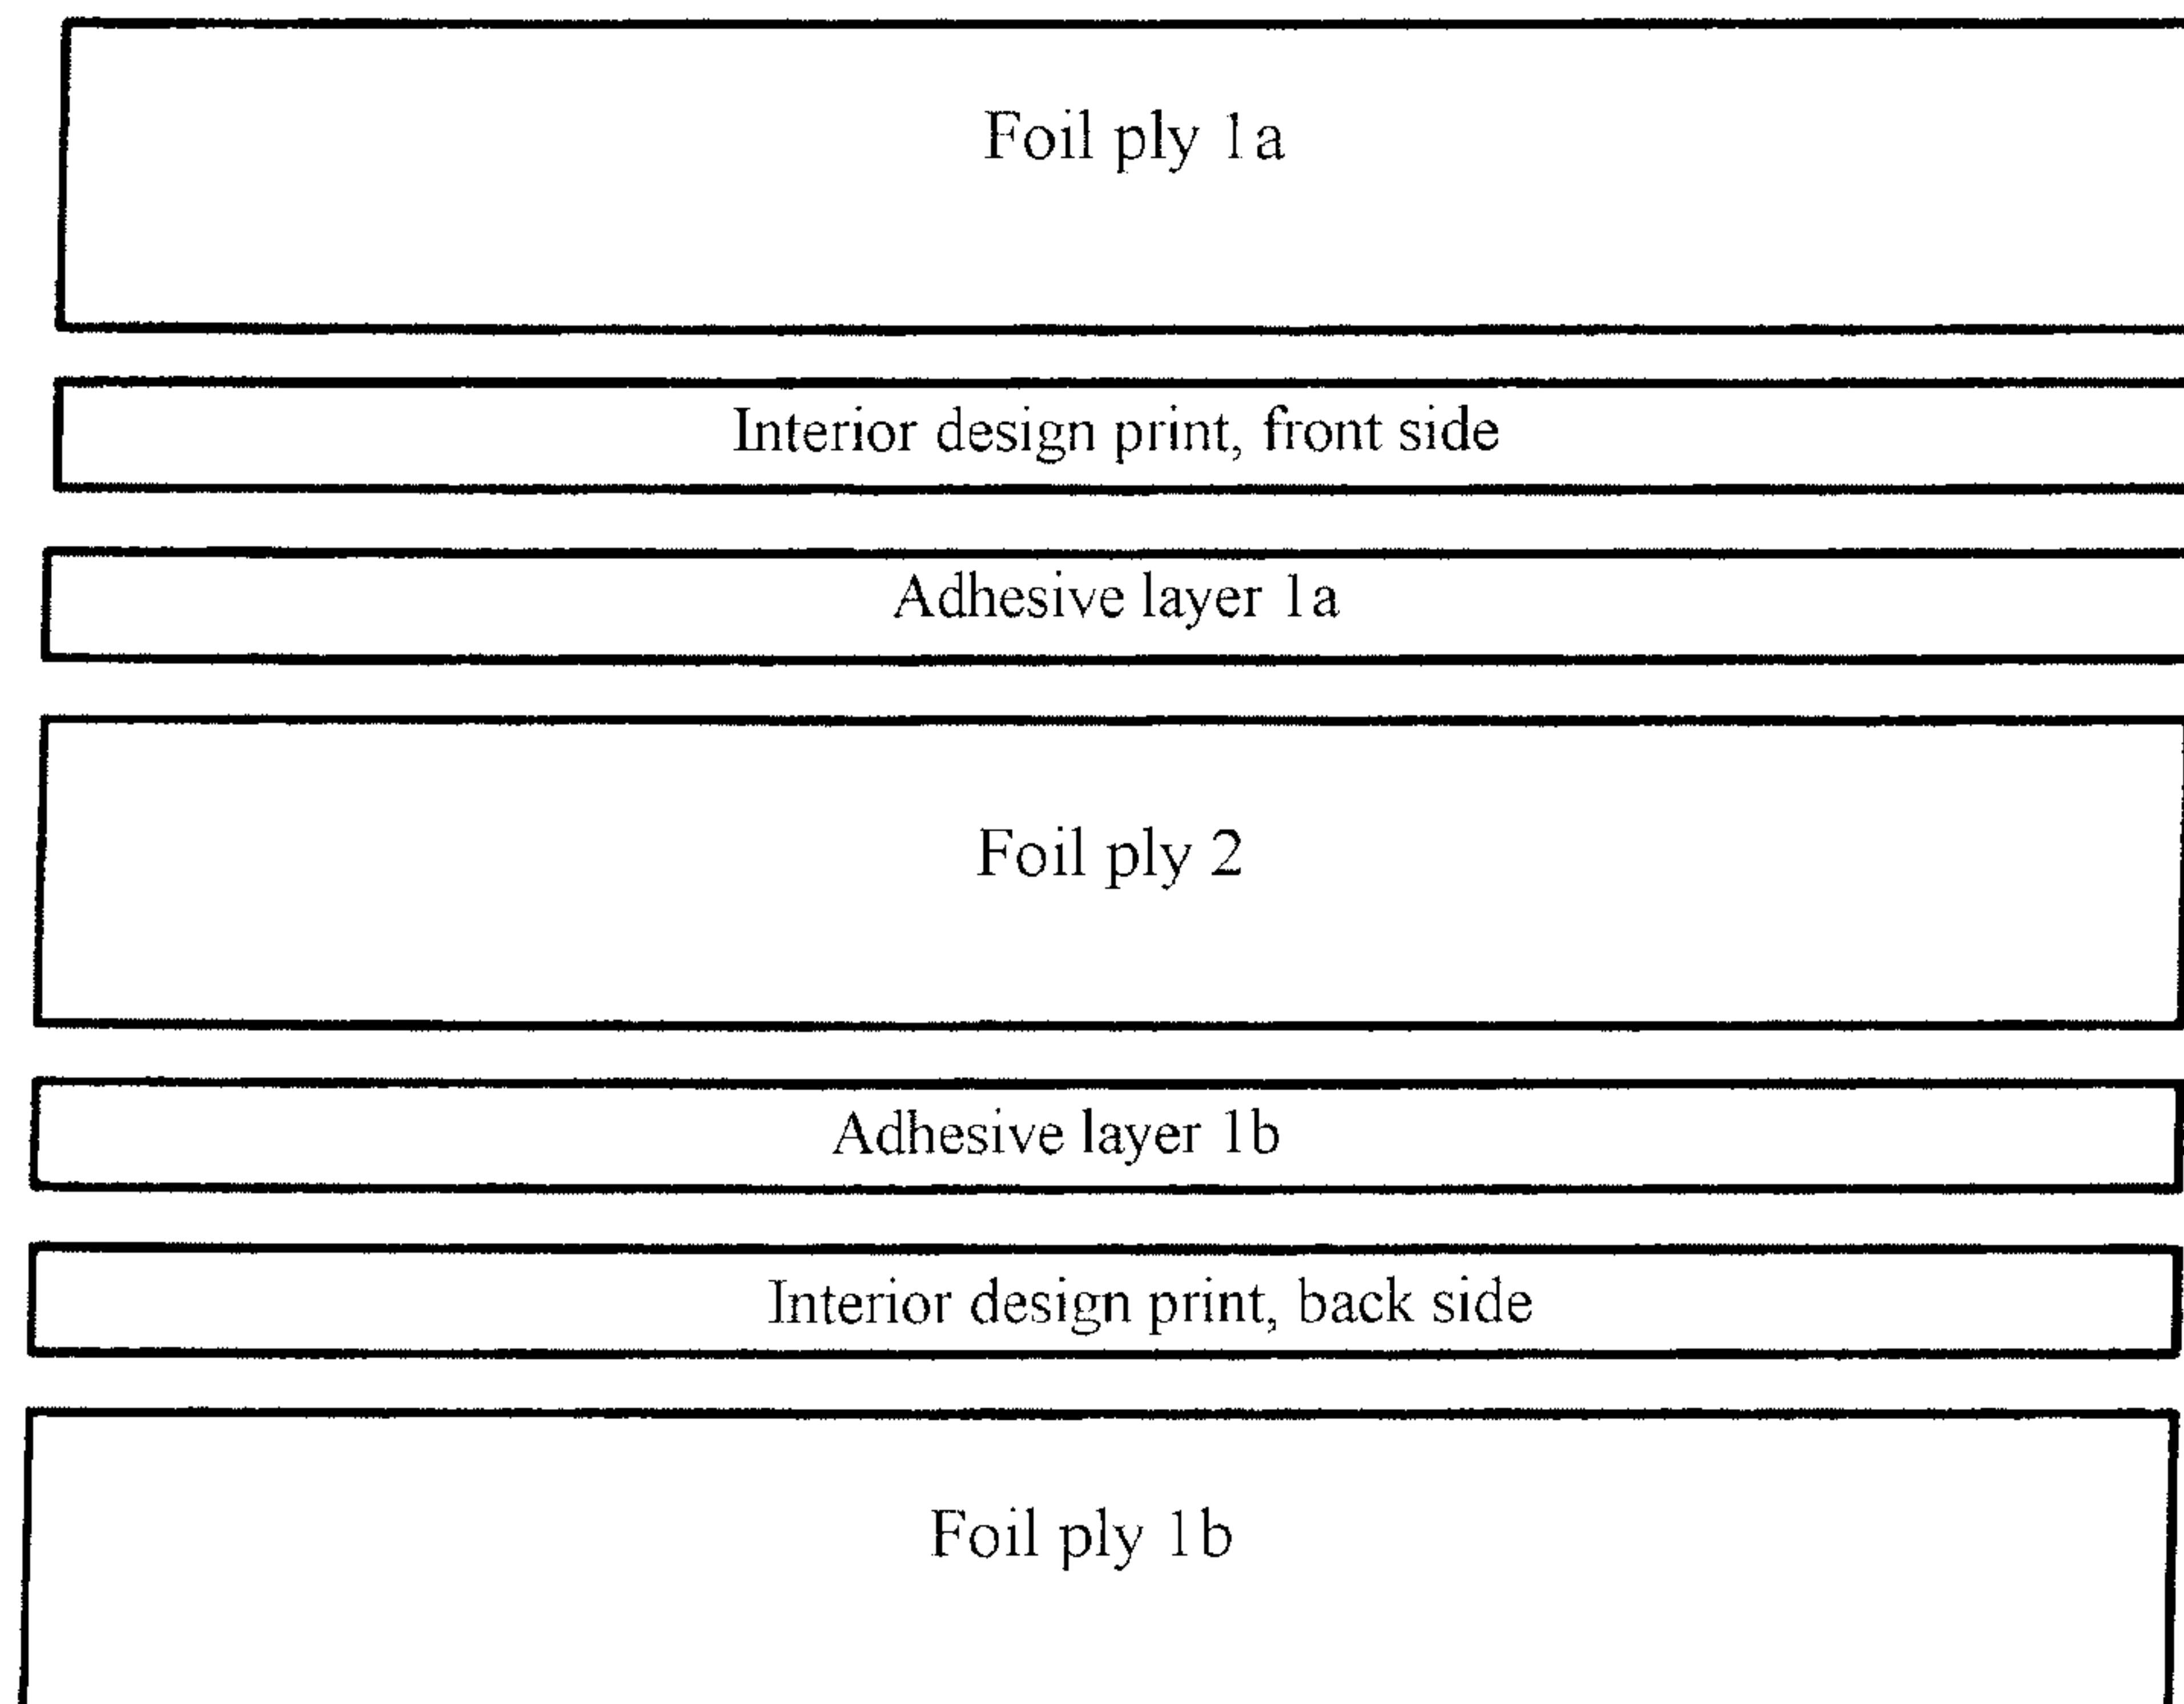 Foil ply 1a
Interior design print, front side
Adhesive layer 1a
Foil ply 2
Adhesive layer 1b
Interior design print, back side
Foil ply 1b